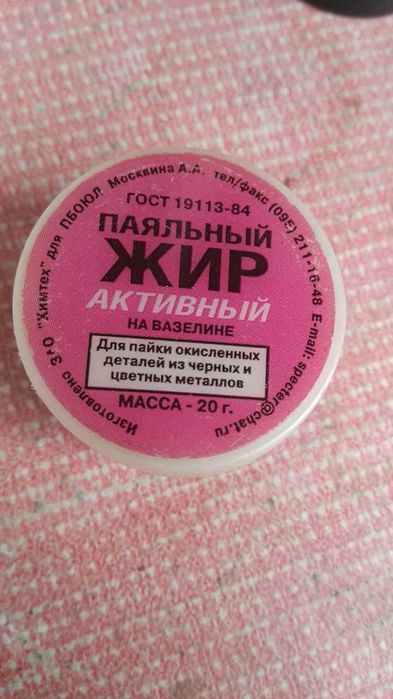 Изготовлено ЗАО "Химтех" для ПБОЮЛ Москвина А.А. тел/факс (095) 211-16-48 E-mail: specter@chat.ru
ГОСТ 19113-84
ПАЯЛЬНЫЙ
ЖИР
АКТИВНЫЙ
НА ВАЗЕЛИНЕ
Для пайки окисленных
деталей из черных и
цветных металлов
МАССА - 20 г.